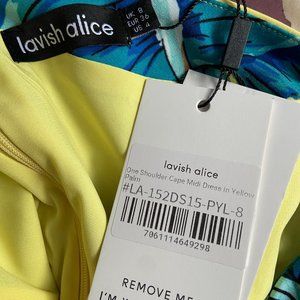 lavish alice
UK 8
EUR 36
US 4
lavish alice
One Shoulder Cape Midi Dress in Yellow
Palm
#LA-152DS15-PYL-8
7061114649298
REMOVE ME
I'M